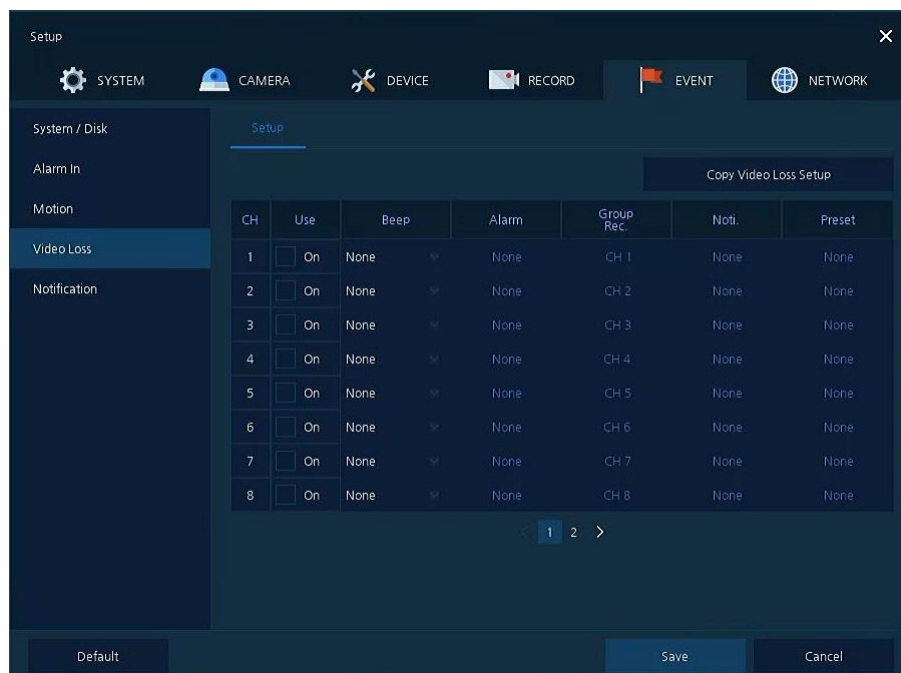 Setup
SYSTEM CAMERA DEVICE RECORD EVENT NETWORK
System / Disk
Alarm In
Motion
Video Loss
Notification
Setup
Copy Video Loss Setup
CH Use Beep Alarm Group Rec. Noti. Preset
1 On None None CH 1 None None
2 On None None CH 2 None None
3 On None None CH 3 None None
4 On None None CH 4 None None
5 On None None CH 5 None None
6 On None None CH 6 None None
7 On None None CH 7 None None
8 On None None CH 8 None None
1 2
Default Save Cancel